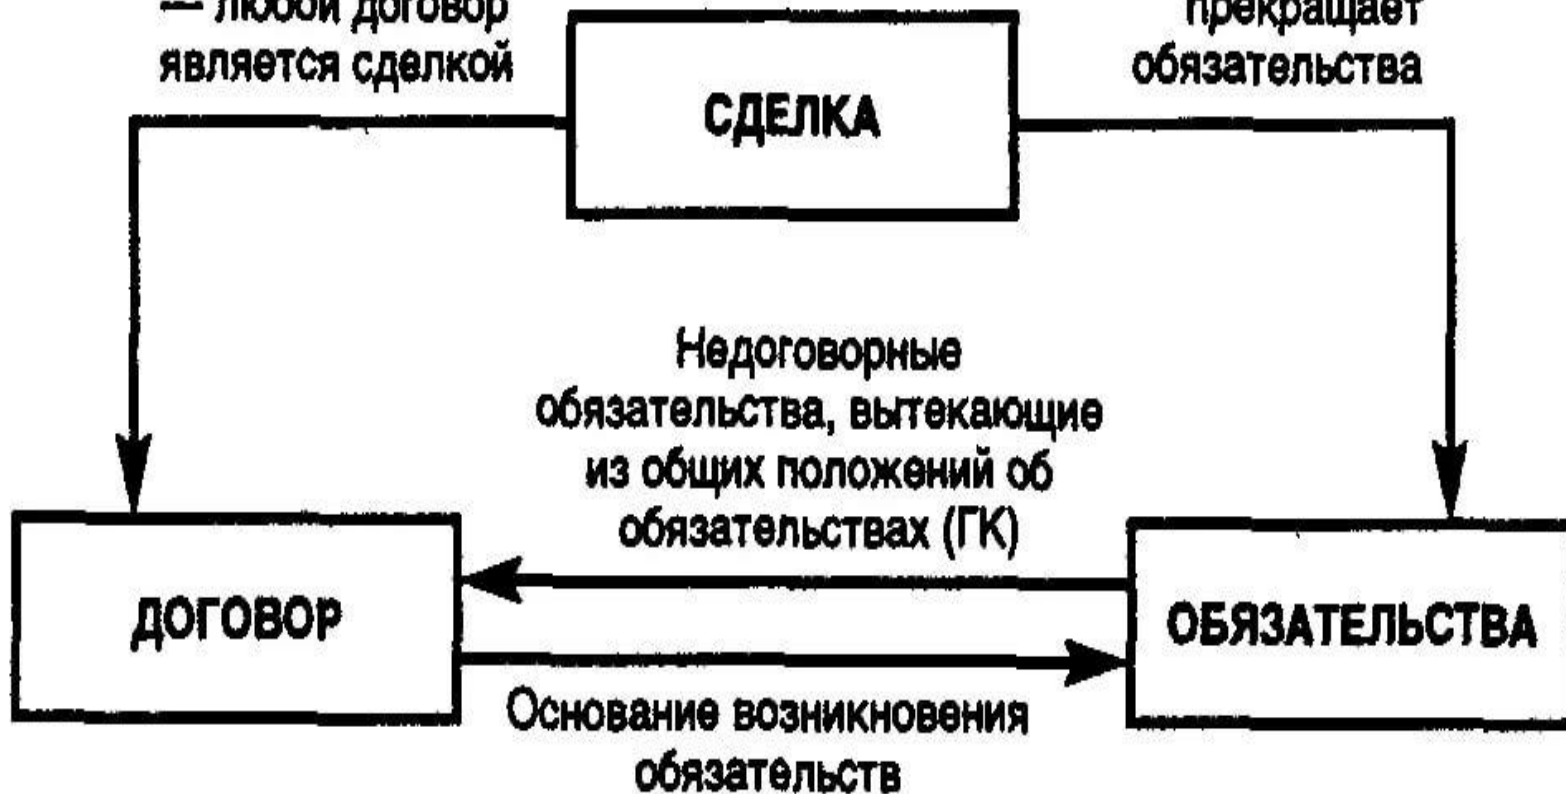 — любой договор
является сделкой
прекращает
обязательства
СДЕЛКА
Недоговорные
обязательства, вытекающие
из общих положений об
обязательствах (ГК)
ДОГОВОР
ОБЯЗАТЕЛЬСТВА
Основание возникновения
обязательств